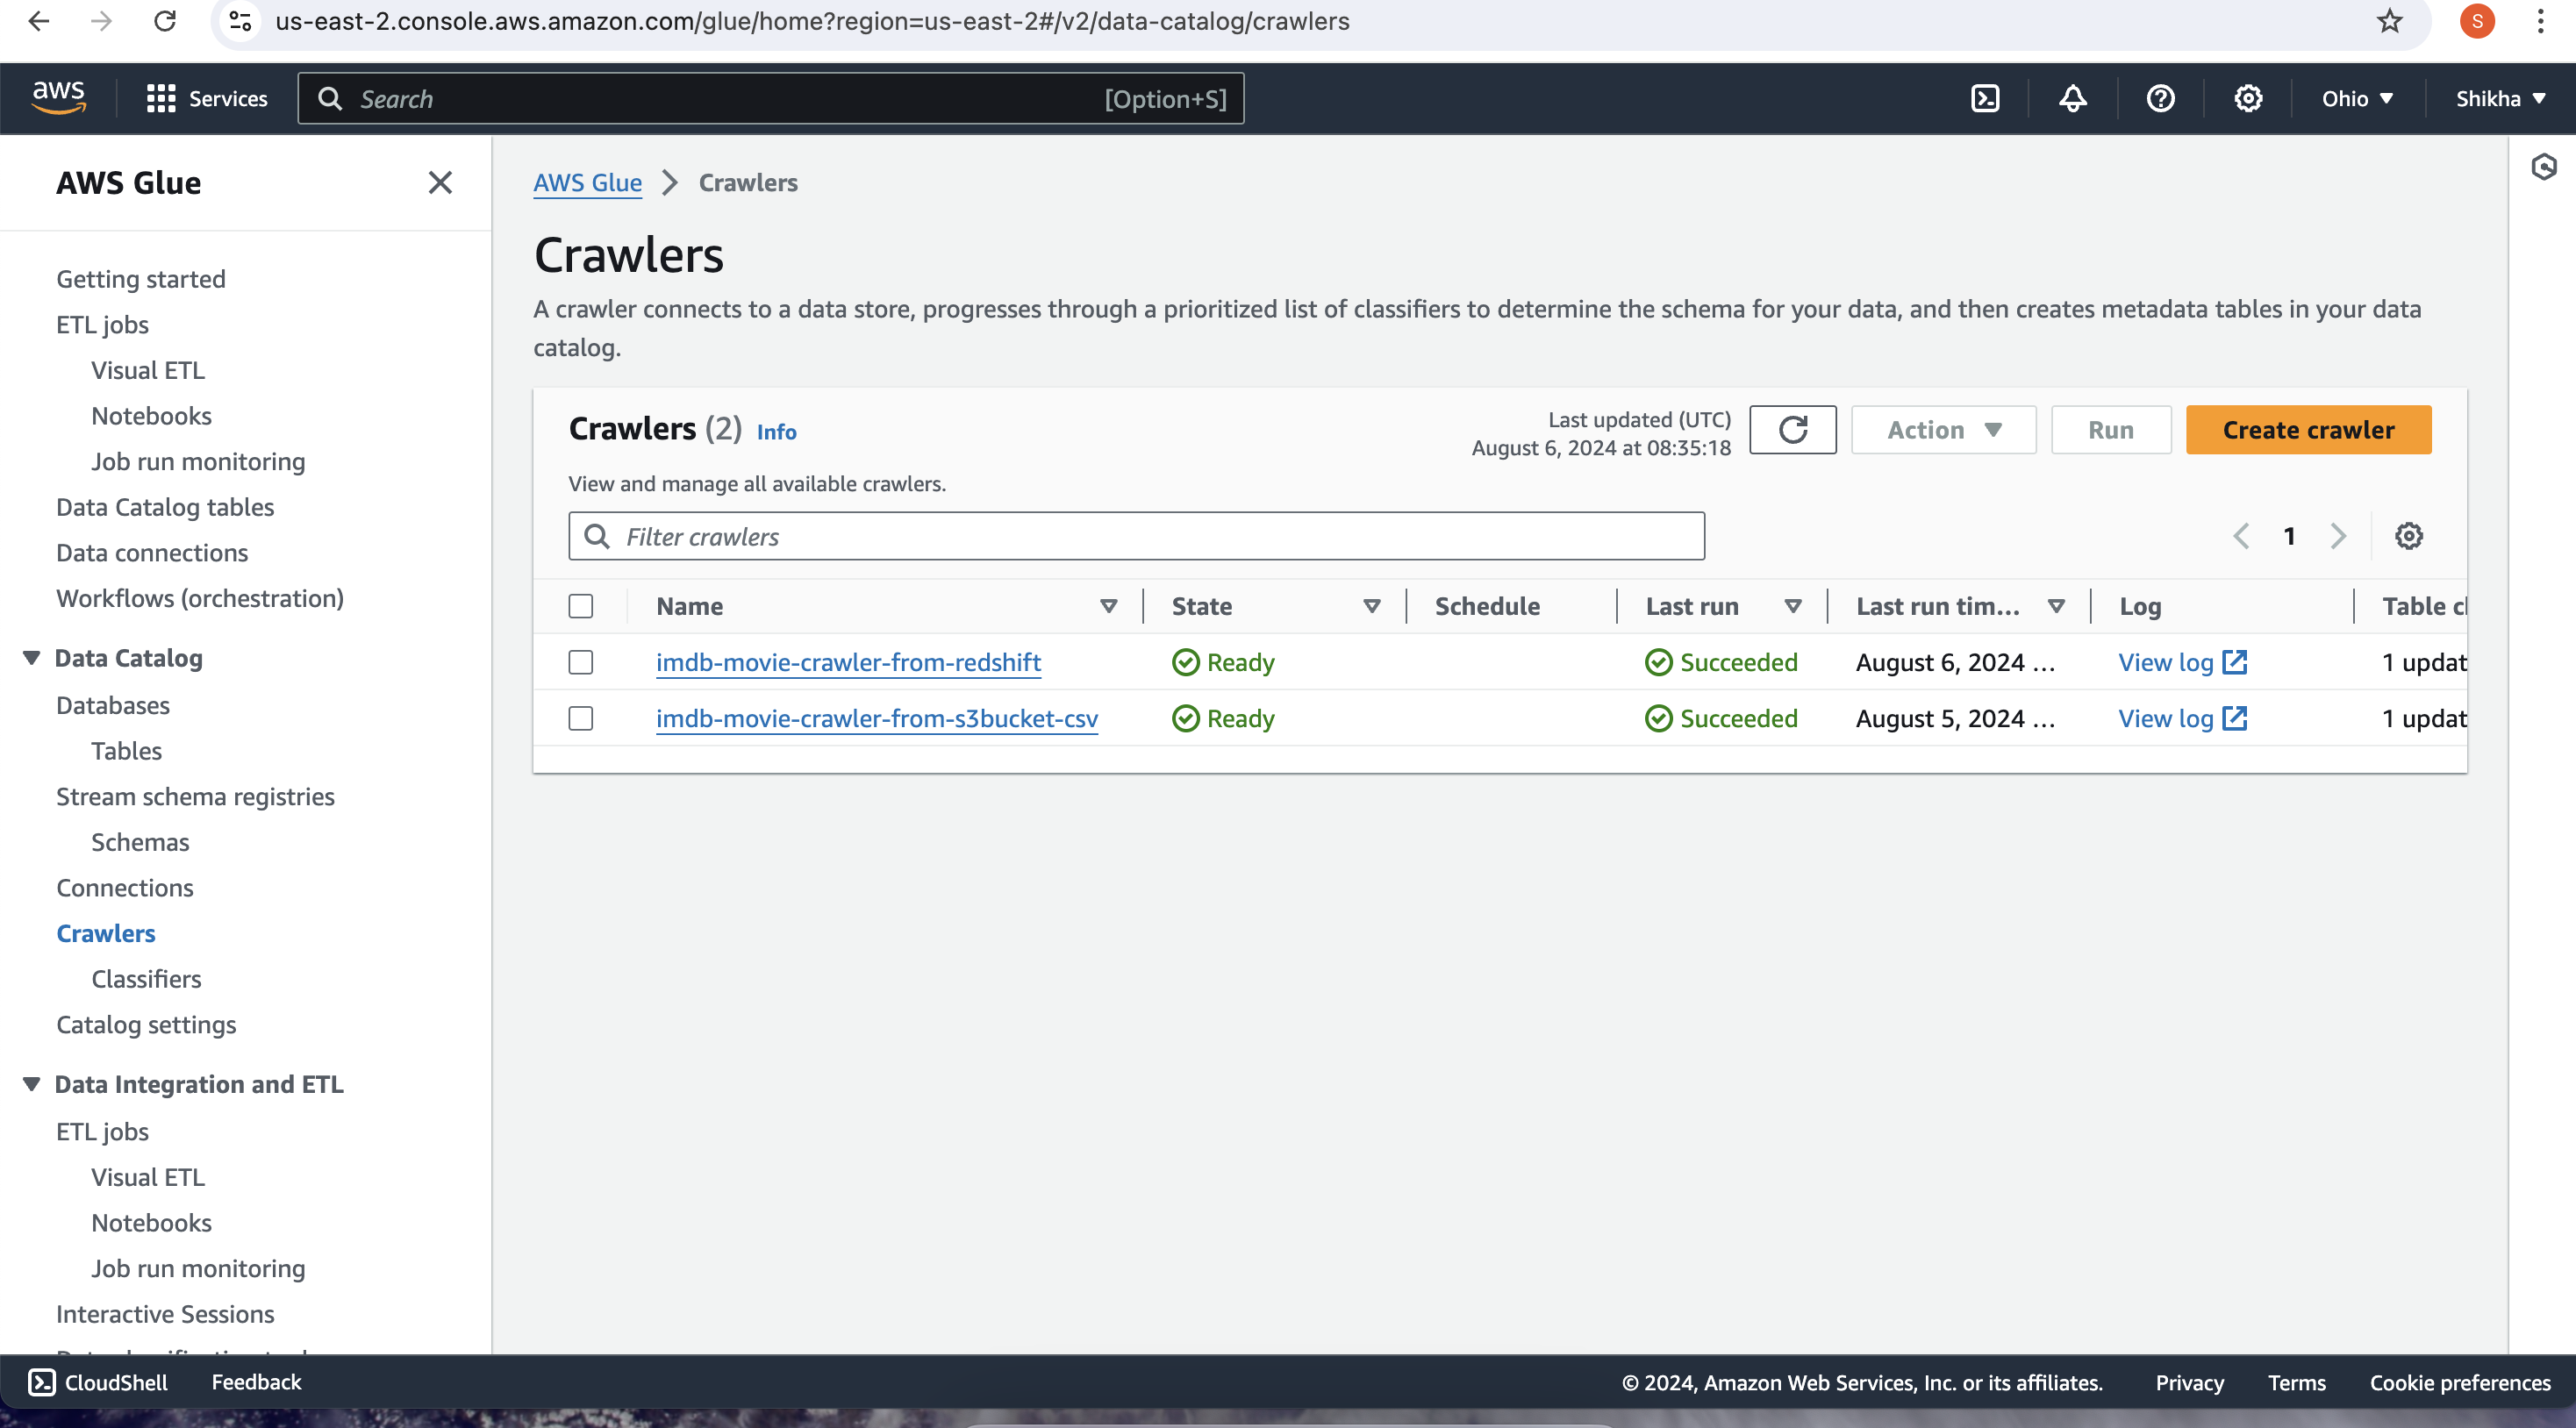 us-east-2.console.aws.amazon.com/glue/home?region=us-east-2#/v2/data-catalog/crawlers
S
aws
Services
Search
[Option+S]
Ohio
Shikha
AWS Glue
Getting started
ETL jobs
Visual ETL
Notebooks
Job run monitoring
Data Catalog tables
Data connections
Workflows (orchestration)
Data Catalog
Databases
Tables
Stream schema registries
Schemas
Connections
Crawlers
Classifiers
Catalog settings
Data Integration and ETL
ETL jobs
Visual ETL
Notebooks
Job run monitoring
Interactive Sessions
AWS Glue > Crawlers
Crawlers
A crawler connects to a data store, progresses through a prioritized list of classifiers to determine the schema for your data, and then creates metadata tables in your data
catalog.
Crawlers (2) Info
Last updated (UTC)
August 6, 2024 at 08:35:18
Action
Run
Create crawler
View and manage all available crawlers.
Filter crawlers
1
Name State Schedule Last run Last run tim... Log Table cl
imdb-movie-crawler-from-redshift Ready Succeeded August 6, 2024 ... View log 1 updat
imdb-movie-crawler-from-s3bucket-csv Ready Succeeded August 5, 2024 ... View log 1 updat
CloudShell
Feedback
© 2024, Amazon Web Services, Inc. or its affiliates.
Privacy
Terms
Cookie preferences